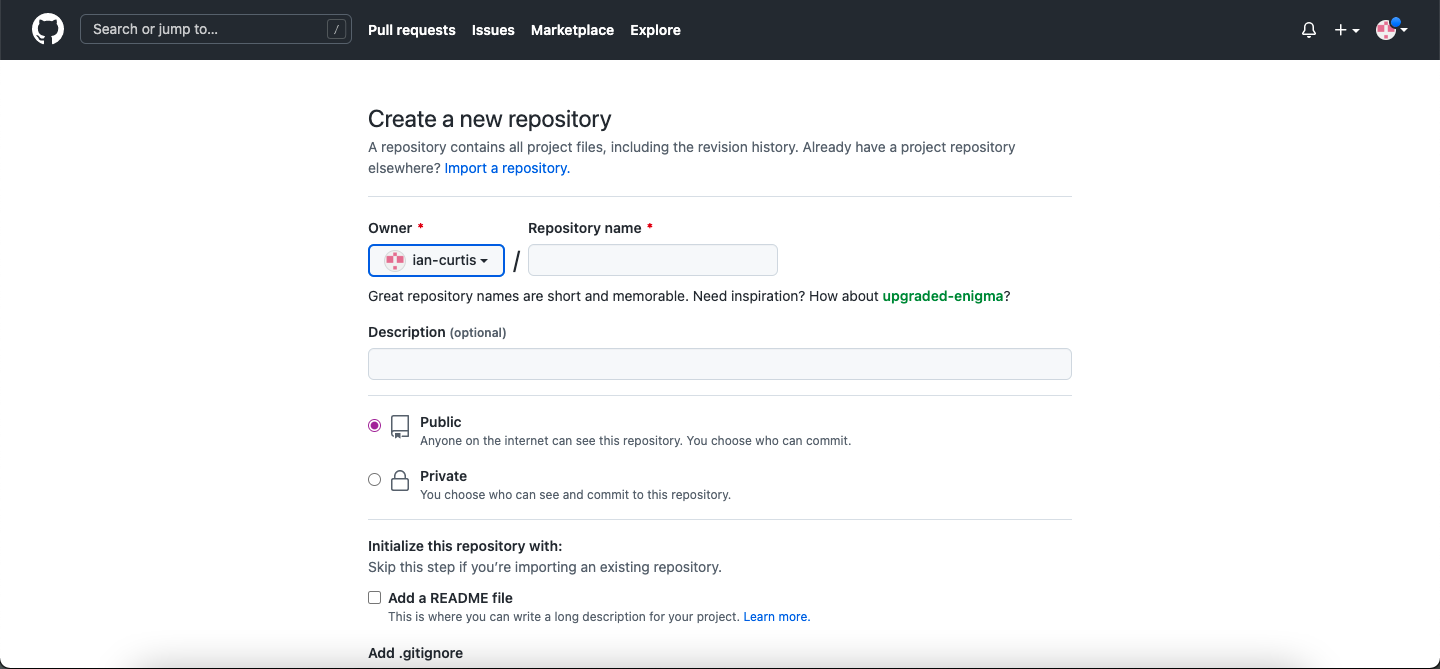 Search or jump to... /
Pull requests Issues Marketplace Explore
Create a new repository
A repository contains all project files, including the revision history. Already have a project repository
elsewhere? Import a repository.
Owner * Repository name *
ian-curtis /
Great repository names are short and memorable. Need inspiration? How about upgraded-enigma?
Description (optional)
Public
Anyone on the internet can see this repository. You choose who can commit.
Private
You choose who can see and commit to this repository.
Initialize this repository with:
Skip this step if you’re importing an existing repository.
Add a README file
This is where you can write a long description for your project. Learn more.
Add .gitignore